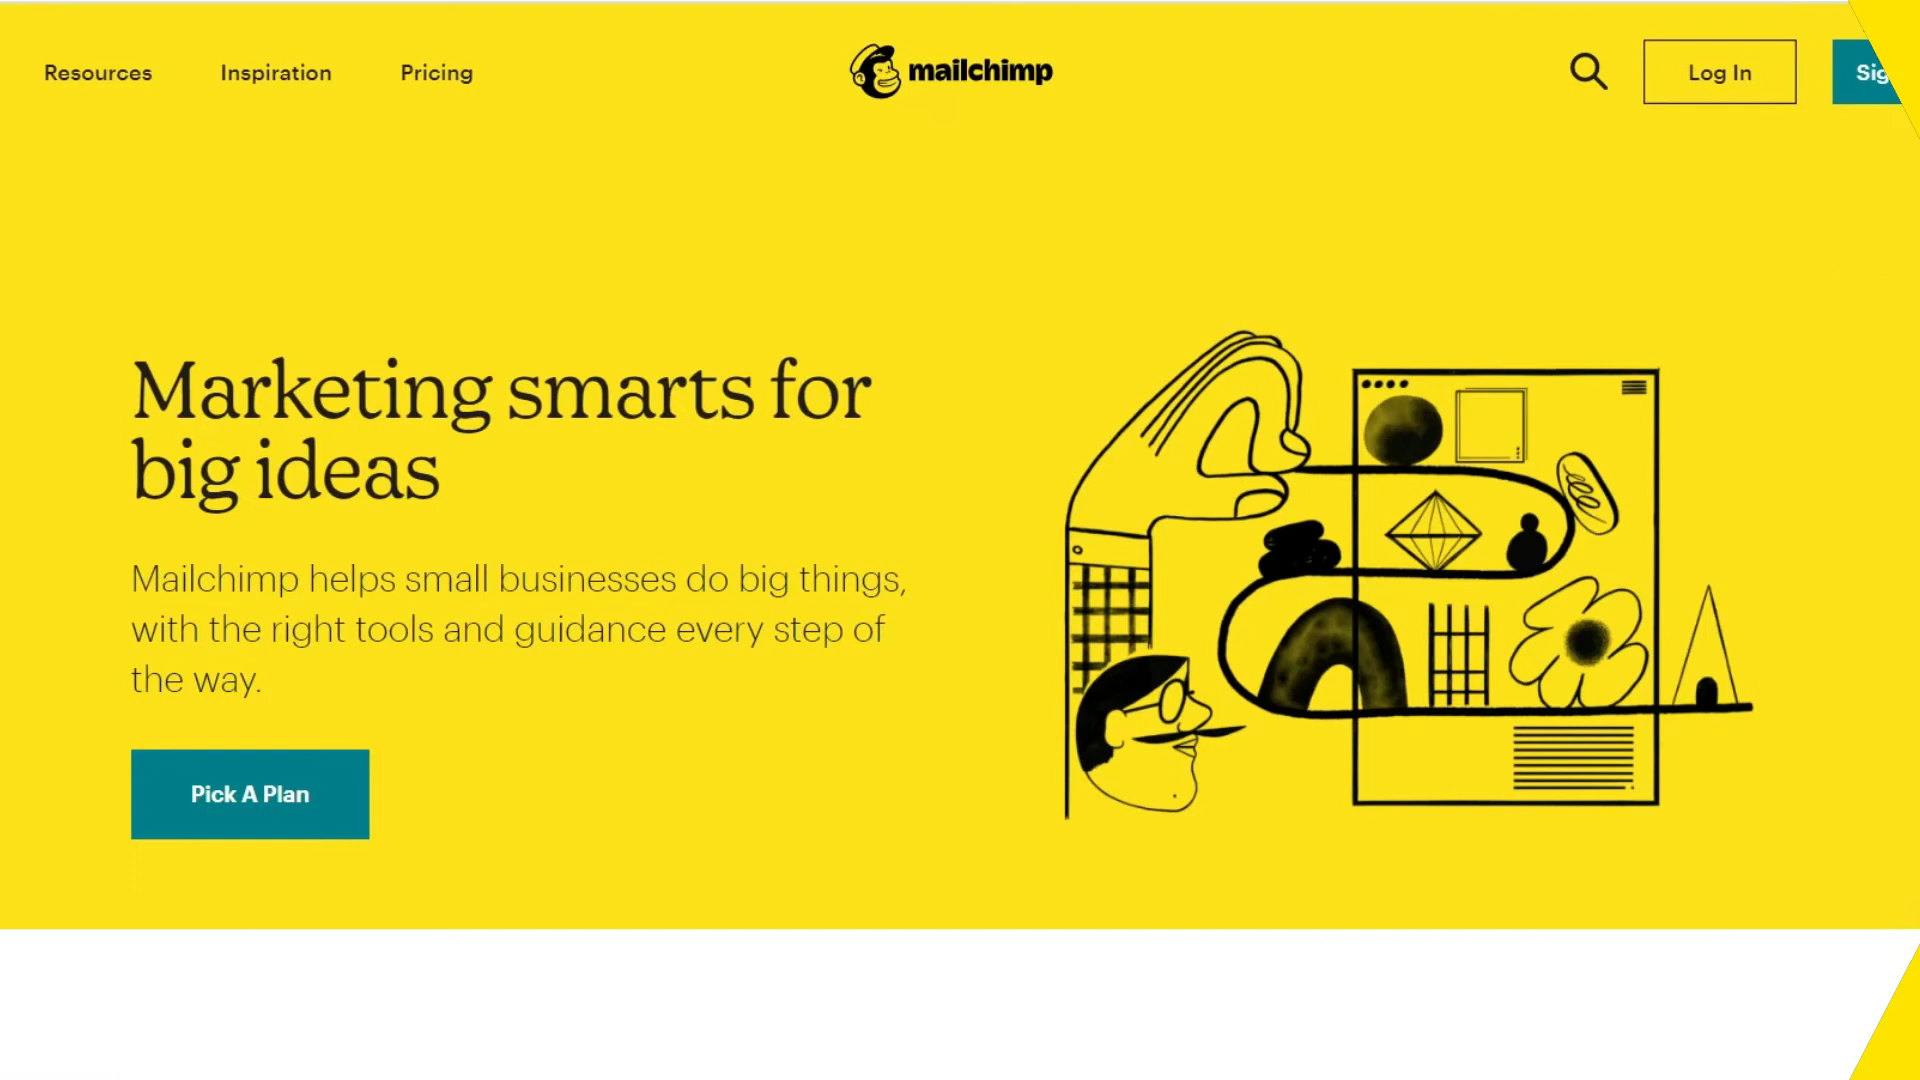 Resources Inspiration Pricing mailchimp Log In
Marketing smarts for
big ideas
Mailchimp helps small businesses do big things,
with the right tools and guidance every step of
the way.
Pick A Plan